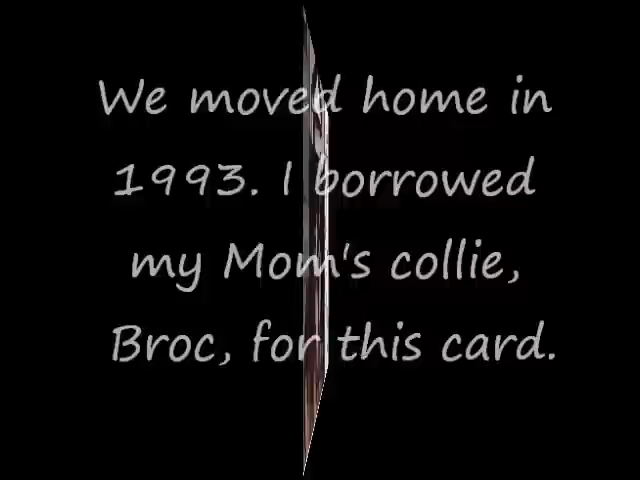 We moved home in
1993. I borrowed
my Mom's collie,
Broc, for this card.